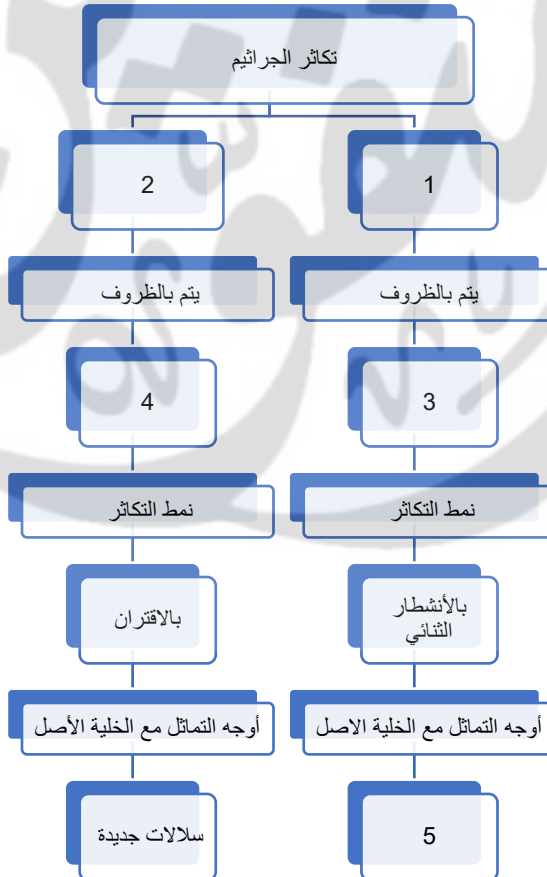 تكاثر الجراثيم
1
2
يتم بالظروف
يتم بالظروف
3
4
نمط التكاثر
نمط التكاثر
بالأنشطار
الثنائي
بالاقتران
أوجه التماثل مع الخلية الاصل
أوجه التماثل مع الخلية الأصل
5
سلالات جديدة